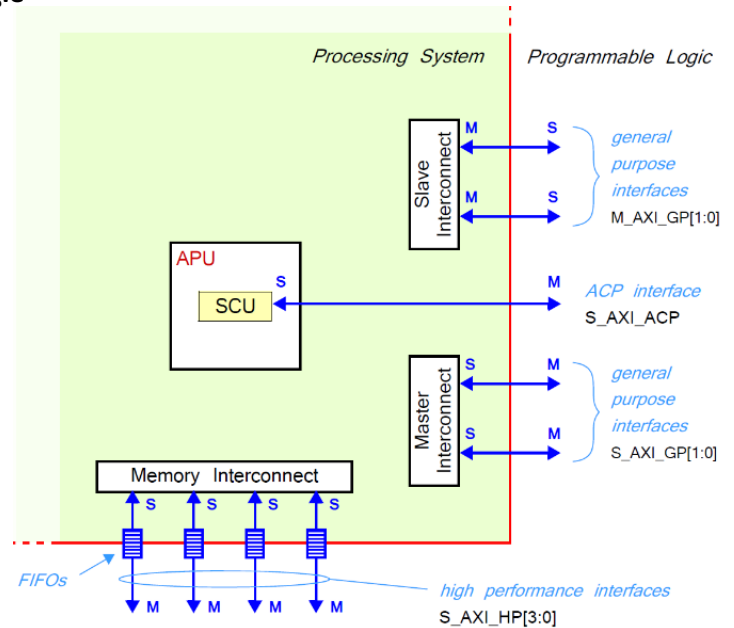 Processing System
Programmable Logic
M
S
general
purpose
interfaces
M_AXI_GP[1:0]
M
S
Slave
Interconnect
APU
SCU
S
M
ACP interface
S_AXI_ACP
S
M
general
purpose
interfaces
S_AXI_GP[1:0]
S
M
Master
Interconnect
Memory Interconnect
S
S
S
S
FIFOs
M
M
M
M
high performance interfaces
S_AXI_HP[3:0]